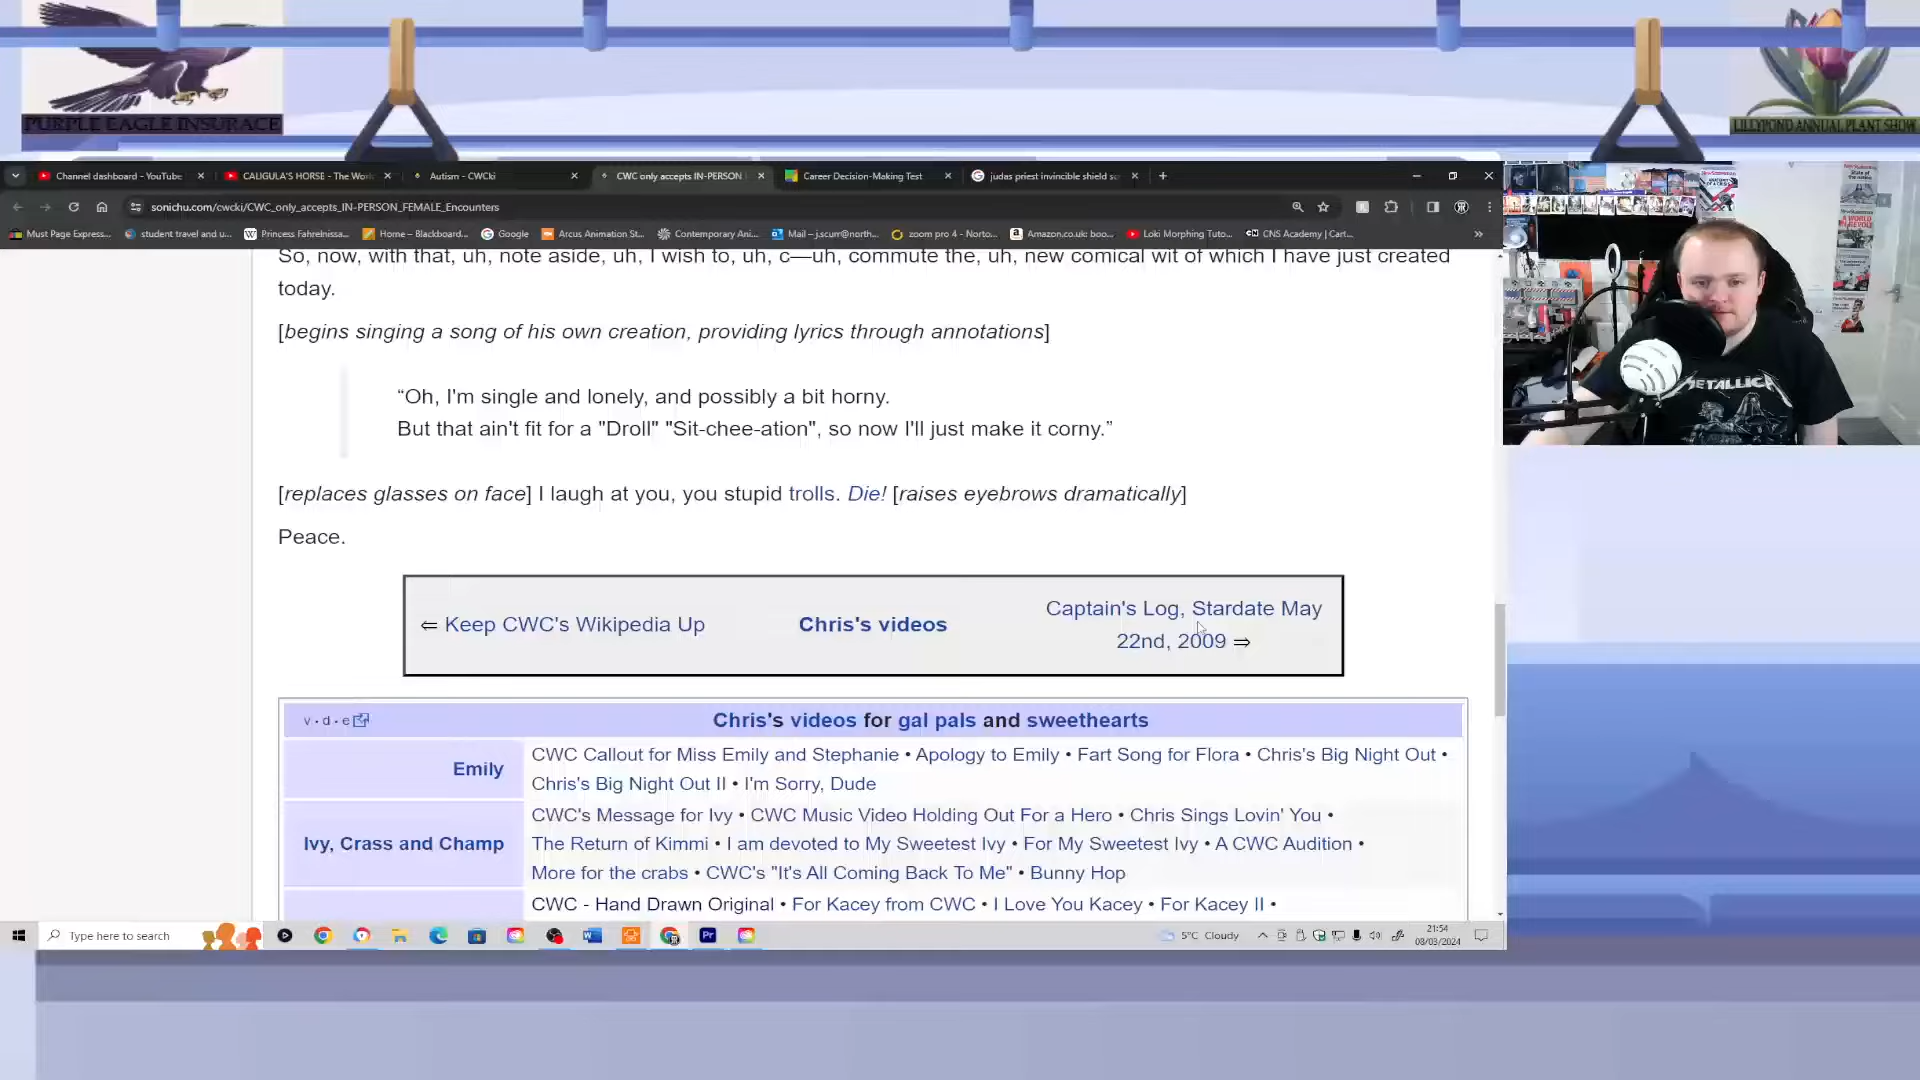 PURPLE EAGLE INSURACE
LILLYPOND ANNUAL PLANT SHOW
Channel dashboard - YouTube
CALIGULA'S HORSE - The Worl
Autism - CWCki
CWC only accepts IN-PERSON
Career Decision-Making Test
judas priest invincible shield so
sonichu.com/cwcki/CWC_only_accepts_IN-PERSON_FEMALE_Encounters
Must Page Express...
student travel and u...
Princess Fahrelnissa...
Home – Blackboard...
Google
Arcus Animation St...
Contemporary Ani...
Mail – j.scurr@north...
zoom pro 4 - Norto...
Amazon.co.uk: boo...
Loki Morphing Tuto...
CNS Academy | Cart...
So, now, with that, uh, note aside, uh, I wish to, uh, c—uh, commute the, uh, new comical wit of which I have just created
today.
[begins singing a song of his own creation, providing lyrics through annotations]
“Oh, I'm single and lonely, and possibly a bit horny.
But that ain't fit for a "Droll" "Sit-chee-ation", so now I'll just make it corny.”
[replaces glasses on face] I laugh at you, you stupid trolls. Die! [raises eyebrows dramatically]
Peace.
⇐ Keep CWC's Wikipedia Up
Chris's videos
Captain's Log, Stardate May
22nd, 2009 ⇒
v • d • e
Chris's videos for gal pals and sweethearts
Emily
CWC Callout for Miss Emily and Stephanie • Apology to Emily • Fart Song for Flora • Chris's Big Night Out •
Chris's Big Night Out II • I'm Sorry, Dude
Ivy, Crass and Champ
CWC's Message for Ivy • CWC Music Video Holding Out For a Hero • Chris Sings Lovin' You •
The Return of Kimmi • I am devoted to My Sweetest Ivy • For My Sweetest Ivy • A CWC Audition •
More for the crabs • CWC's "It's All Coming Back To Me" • Bunny Hop
CWC - Hand Drawn Original • For Kacey from CWC • I Love You Kacey • For Kacey II •
METALLICA
A WORLD
IN REVOLT
Type here to search
5°C Cloudy
21:54
08/03/2024